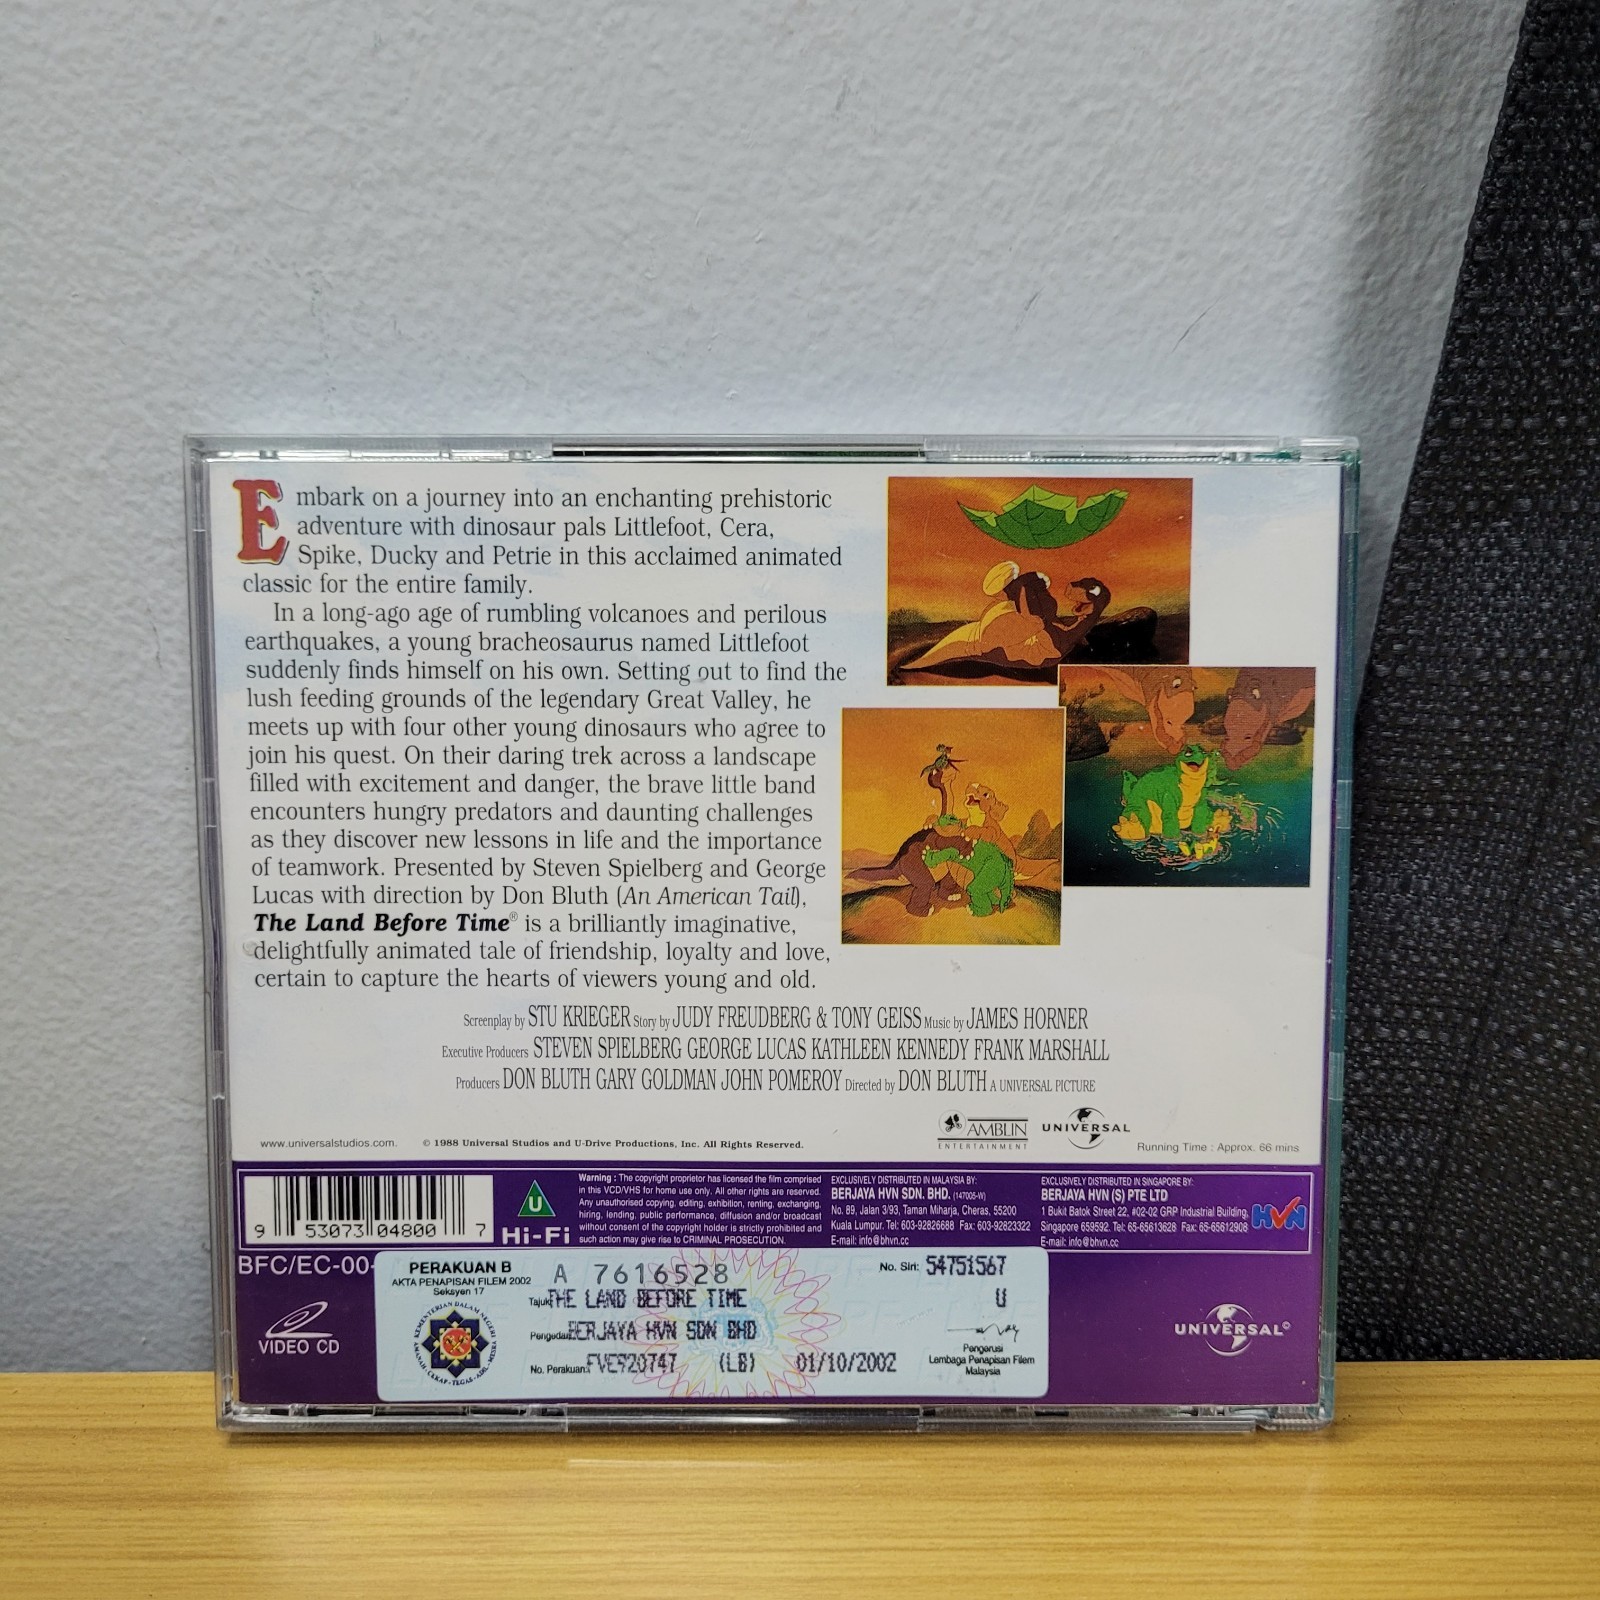 Embark on a journey into an enchanting prehistoric
adventure with dinosaur pals Littlefoot, Cera,
Spike, Ducky and Petrie in this acclaimed animated
classic for the entire family.
In a long-ago age of rumbling volcanoes and perilous
earthquakes, a young bracheosaurus named Littlefoot
suddenly finds himself on his own. Setting out to find the
lush feeding grounds of the legendary Great Valley, he
meets up with four other young dinosaurs who agree to
join his quest. On their daring trek across a landscape
filled with excitement and danger, the brave little band
encounters hungry predators and daunting challenges
as they discover new lessons in life and the importance
of teamwork. Presented by Steven Spielberg and George
Lucas with direction by Don Bluth (An American Tail),
The Land Before Time® is a brilliantly imaginative,
delightfully animated tale of friendship, loyalty and love,
certain to capture the hearts of viewers young and old.
Screenplay by STU KRIEGER Story by JUDY FREUDBERG & TONY GEISS Music by JAMES HORNER
Executive Producers STEVEN SPIELBERG GEORGE LUCAS KATHLEEN KENNEDY FRANK MARSHALL
Producers DON BLUTH GARY GOLDMAN JOHN POMEROY Directed by DON BLUTH A UNIVERSAL PICTURE
AMBLIN
ENTERTAINMENT
UNIVERSAL
www.universalstudios.com.
© 1988 Universal Studios and U-Drive Productions, Inc. All Rights Reserved.
Running Time : Approx. 66 mins
9 53073 04800 7
U
Hi-Fi
Warning : The copyright proprietor has licensed the film comprised
in this VCD/VHS for home use only. All other rights are reserved.
Any unauthorised copying, editing, exhibition, renting, exchanging,
hiring, lending, public performance, diffusion and/or broadcast
without consent of the copyright holder is strictly prohibited and
such action may give rise to CRIMINAL PROSECUTION.
EXCLUSIVELY DISTRIBUTED IN MALAYSIA BY:
BERJAYA HVN SDN. BHD. (147005-W)
No. 89, Jalan 3/93, Taman Miharja, Cheras, 55200
Kuala Lumpur. Tel: 603-92826688 Fax: 603-92823322
E-mail: info@bhvn.cc
EXCLUSIVELY DISTRIBUTED IN SINGAPORE BY:
BERJAYA HVN (S) PTE LTD
1 Bukit Batok Street 22, #02-02 GRP Industrial Building,
Singapore 659592. Tel: 65-65613628 Fax: 65-65612908
E-mail: info@bhvn.cc
HVN
BFC/EC-00-
VIDEO CD
PERAKUAN B
AKTA PENAPISAN FILEM 2002
Seksyen 17
KEMENTERIAN DALAM NEGERI
A 7616528
No. Siri: 54751567
Tajuk: THE LAND BEFORE TIME
U
Pengedar: BERJAYA HVN SDN BHD
No. Perakuan: FVE920747 (LB) 01/10/2002
Pengerusi
Lembaga Penapisan Filem
Malaysia
UNIVERSAL